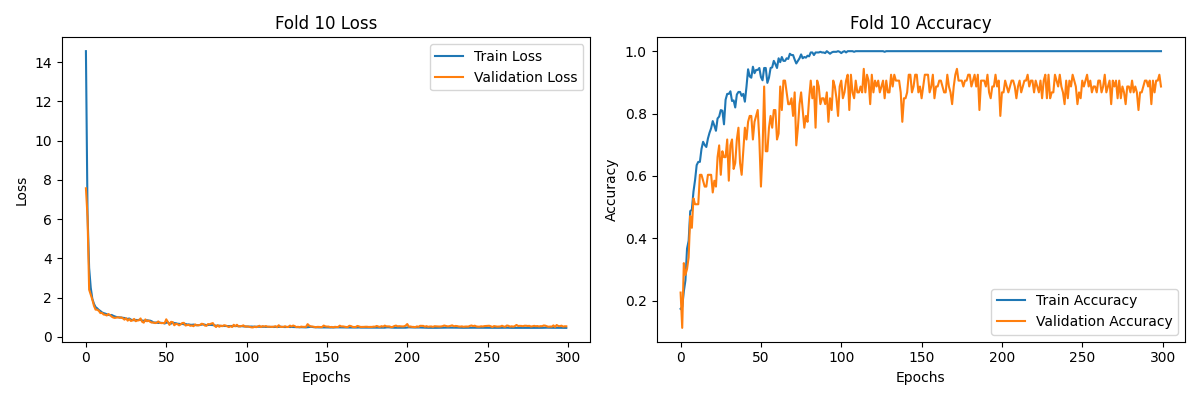 Fold 10 Loss
Train Loss
Validation Loss
Loss
14
12
10
8
6
4
2
0
0 50 100 150 200 250 300
Epochs
Fold 10 Accuracy
Accuracy
1.0
0.8
0.6
0.4
0.2
Train Accuracy
Validation Accuracy
0 50 100 150 200 250 300
Epochs